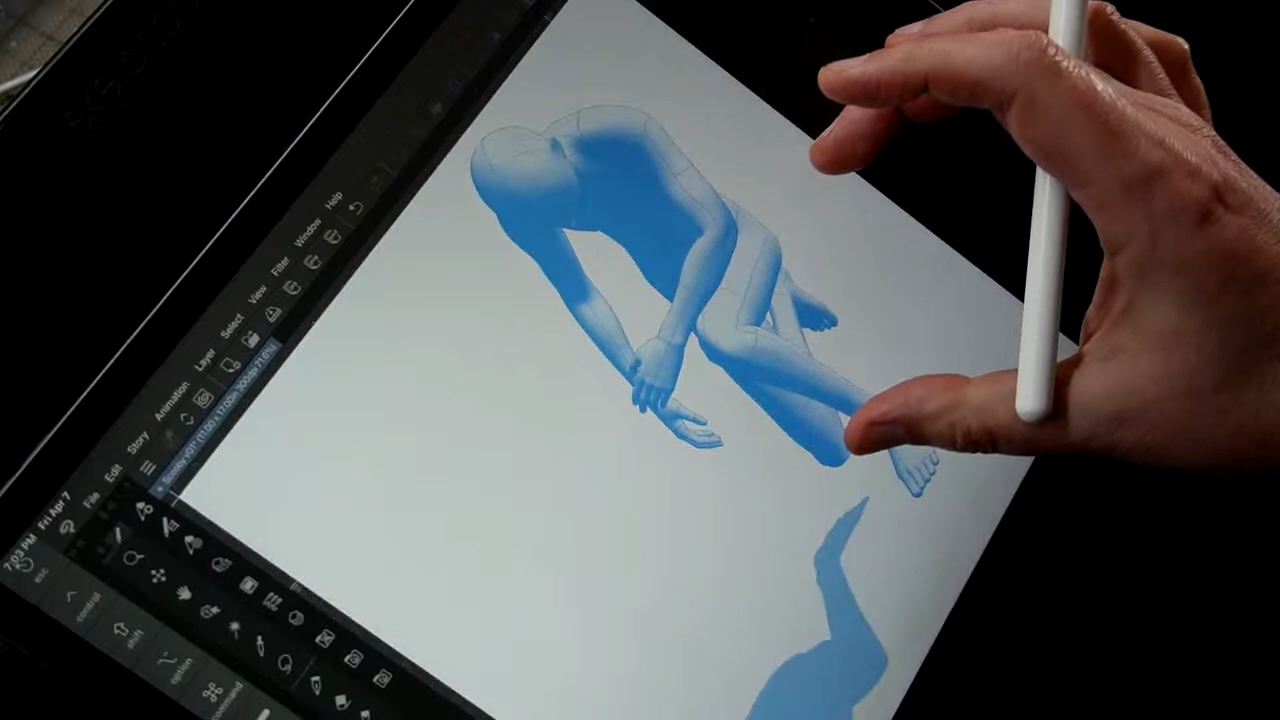 7:03 PM Fri Apr 7
File Edit Story Animation Layer Select View Filter Window Help
esc
control
shift
option
command